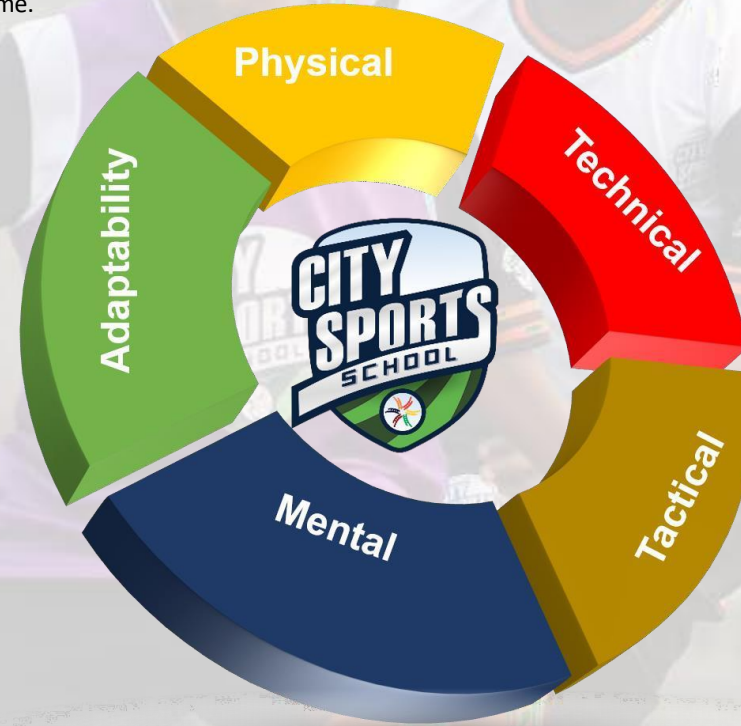 me.
Physical
Technical
Adaptability
CITY
SPORTS
SCHOOL
Mental
Tactical